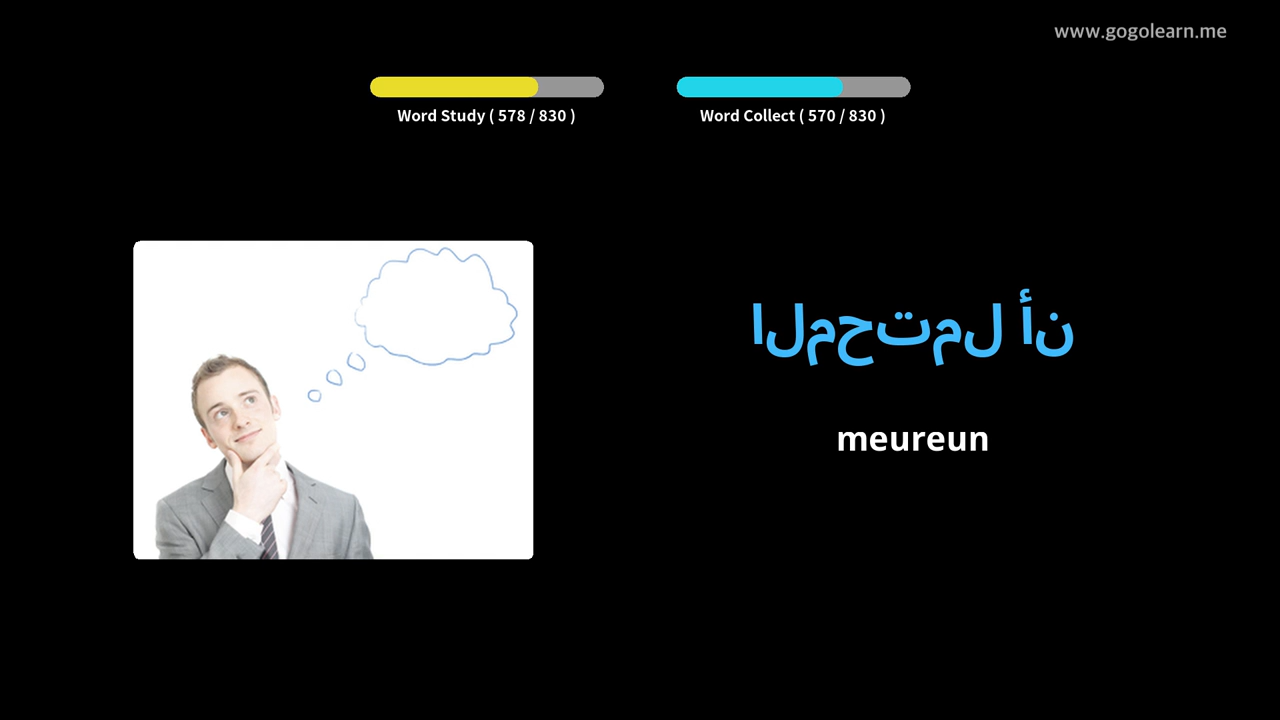 www.gogolearn.me
Word Study ( 578 / 830 )
Word Collect ( 570 / 830 )
المحتمل أن
meureun